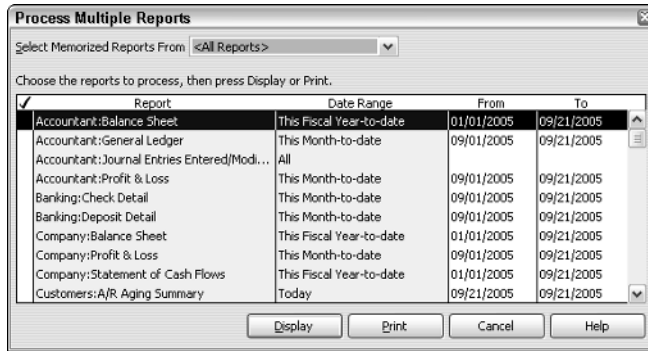 Process Multiple Reports
Select Memorized Reports From <All Reports>
Choose the reports to process, then press Display or Print.
✓ Report Date Range From To
Accountant:Balance Sheet This Fiscal Year-to-date 01/01/2005 09/21/2005
Accountant:General Ledger This Month-to-date 09/01/2005 09/21/2005
Accountant:Journal Entries Entered/Modi... All
Accountant:Profit & Loss This Month-to-date 09/01/2005 09/21/2005
Banking:Check Detail This Month-to-date 09/01/2005 09/21/2005
Banking:Deposit Detail This Month-to-date 09/01/2005 09/21/2005
Company:Balance Sheet This Fiscal Year-to-date 01/01/2005 09/21/2005
Company:Profit & Loss This Month-to-date 09/01/2005 09/21/2005
Company:Statement of Cash Flows This Fiscal Year-to-date 01/01/2005 09/21/2005
Customers:A/R Aging Summary Today 09/21/2005 09/21/2005
Display Print Cancel Help